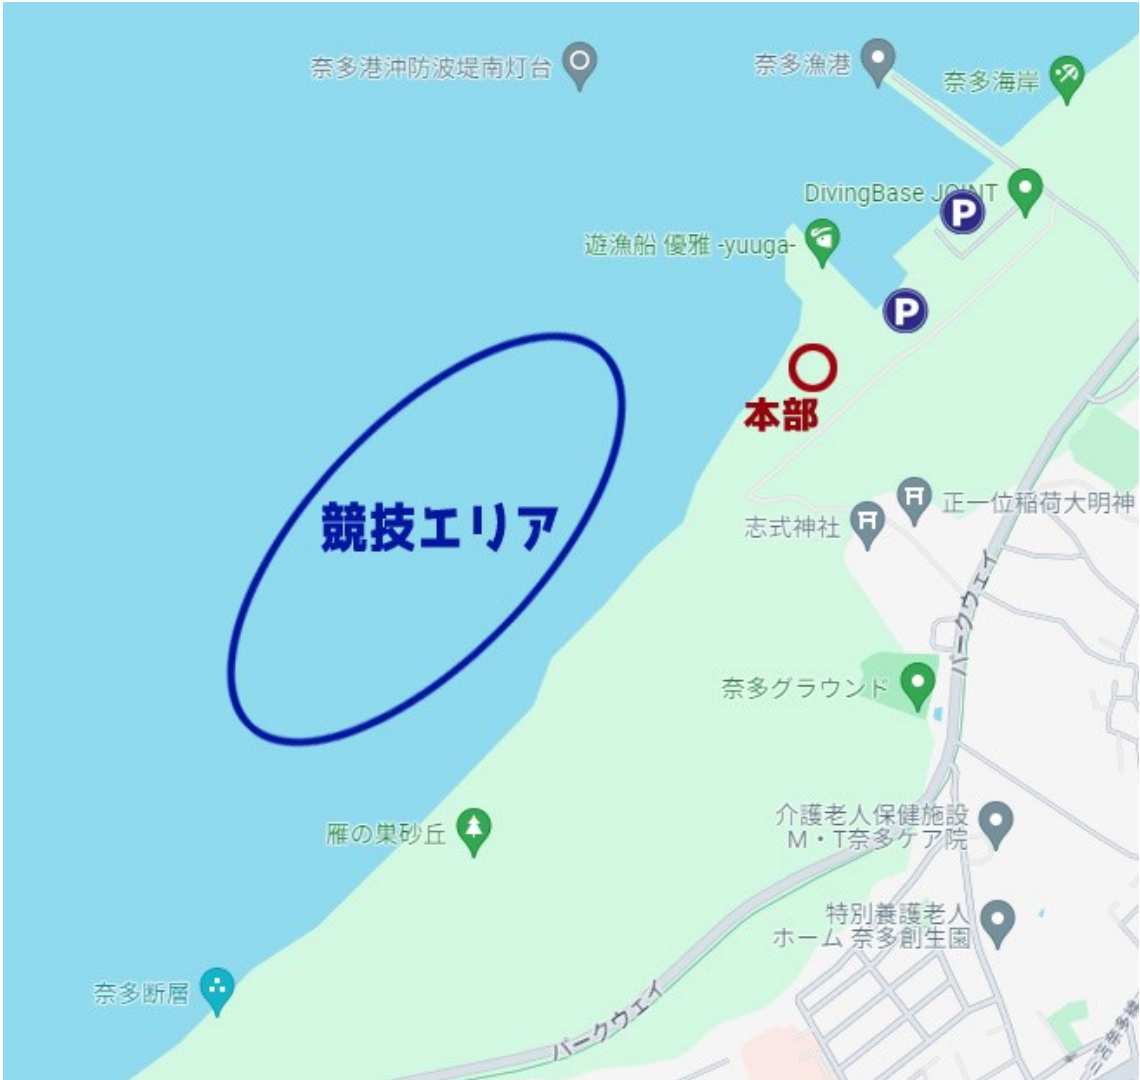 奈多港沖防波堤南灯台
奈多漁港
奈多海岸
DivingBase JOINT
P
遊漁船 優雅 -yuuga-
P
本部
競技エリア
正一位稲荷大明神
志式神社
パークウェイ
奈多グラウンド
介護老人保健施設
M・T奈多ケア院
雁の巣砂丘
特別養護老人
ホーム 奈多創生園
奈多断層
パークウェイ